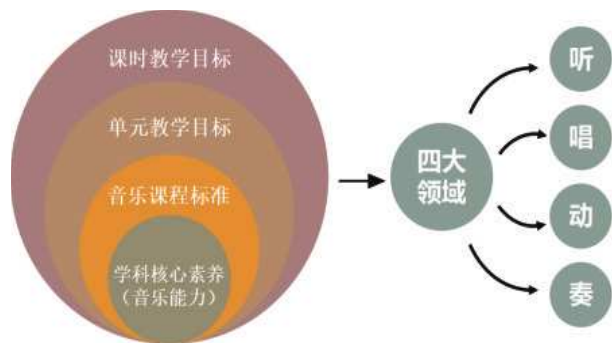 课时教学目标
单元教学目标
音乐课程标准
学科核心素养
（音乐能力）
四大
领域
听
唱
动
奏